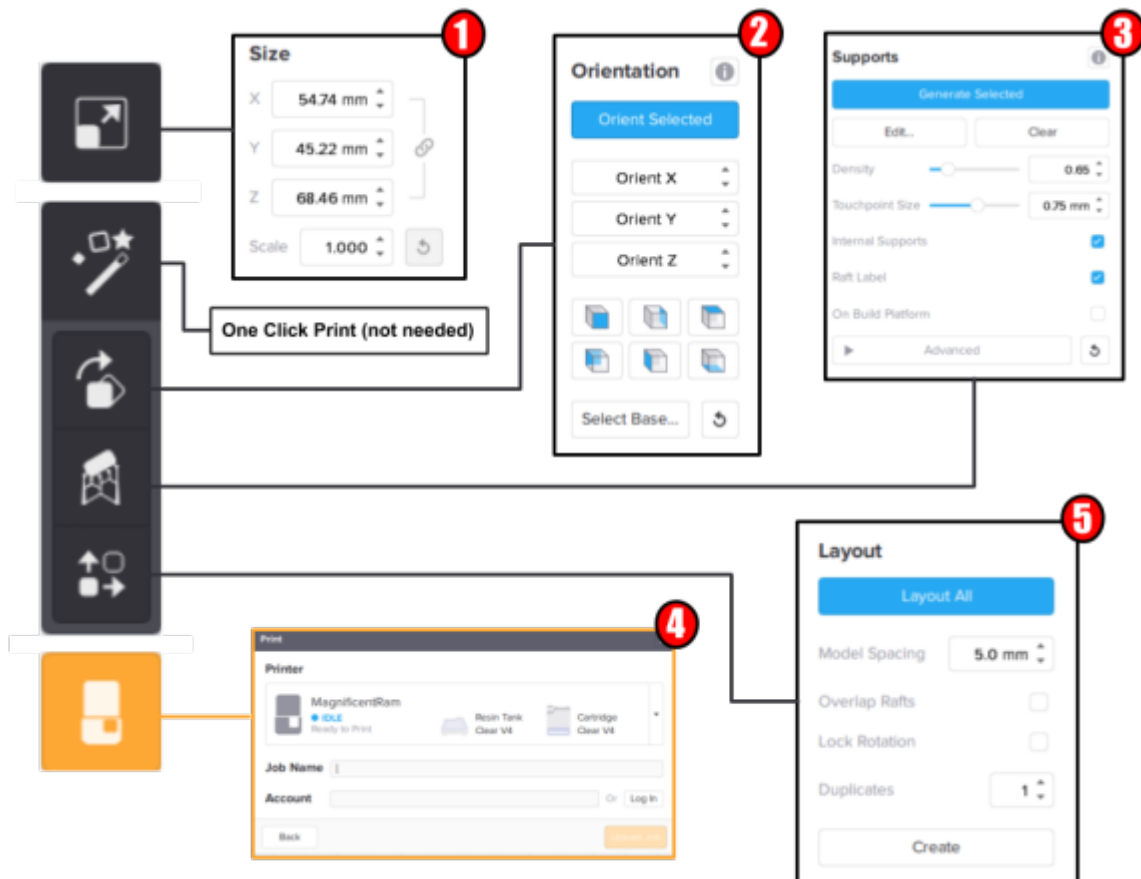 1
Size
X 54.74 mm
Y 45.22 mm
Z 68.46 mm
Scale 1.000
One Click Print (not needed)
2
Orientation
Orient Selected
Orient X
Orient Y
Orient Z
Select Base...
3
Supports
Generate Selected
Edit... Clear
Density 0.65
Touchpoint Size 0.75 mm
Internal Supports
Raft Label
On Build Platform
Advanced
4
Print
Printer
MagnificentRam
IDLE
Ready to Print
Resin Tank
Clear V4
Cartridge
Clear V4
Job Name
Account Or Log In
Back
5
Layout
Layout All
Model Spacing 5.0 mm
Overlap Rafts
Lock Rotation
Duplicates 1
Create